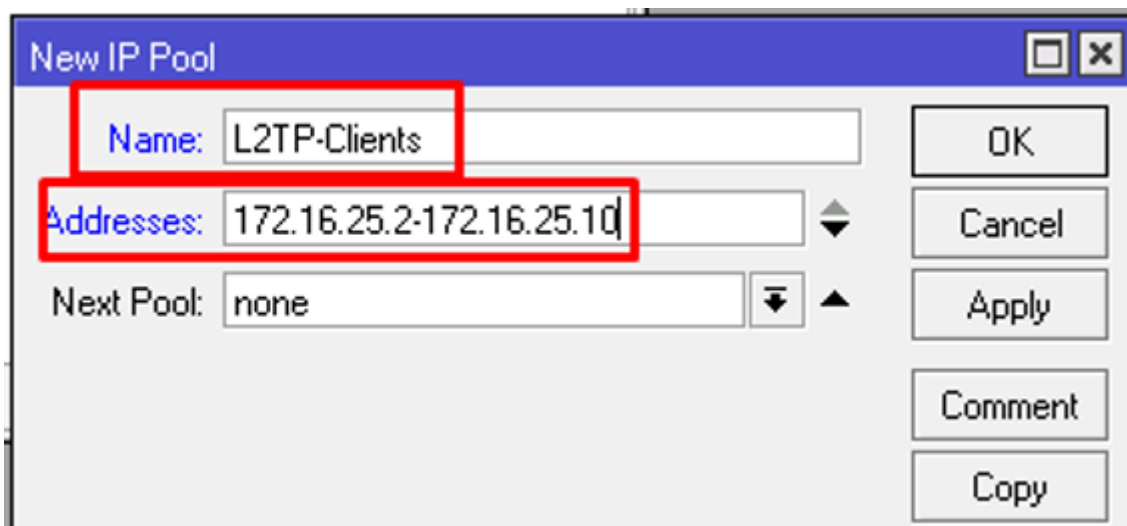 New IP Pool
Name: L2TP-Clients
OK
Addresses: 172.16.25.2-172.16.25.10
Cancel
Next Pool: none
Apply
Comment
Copy